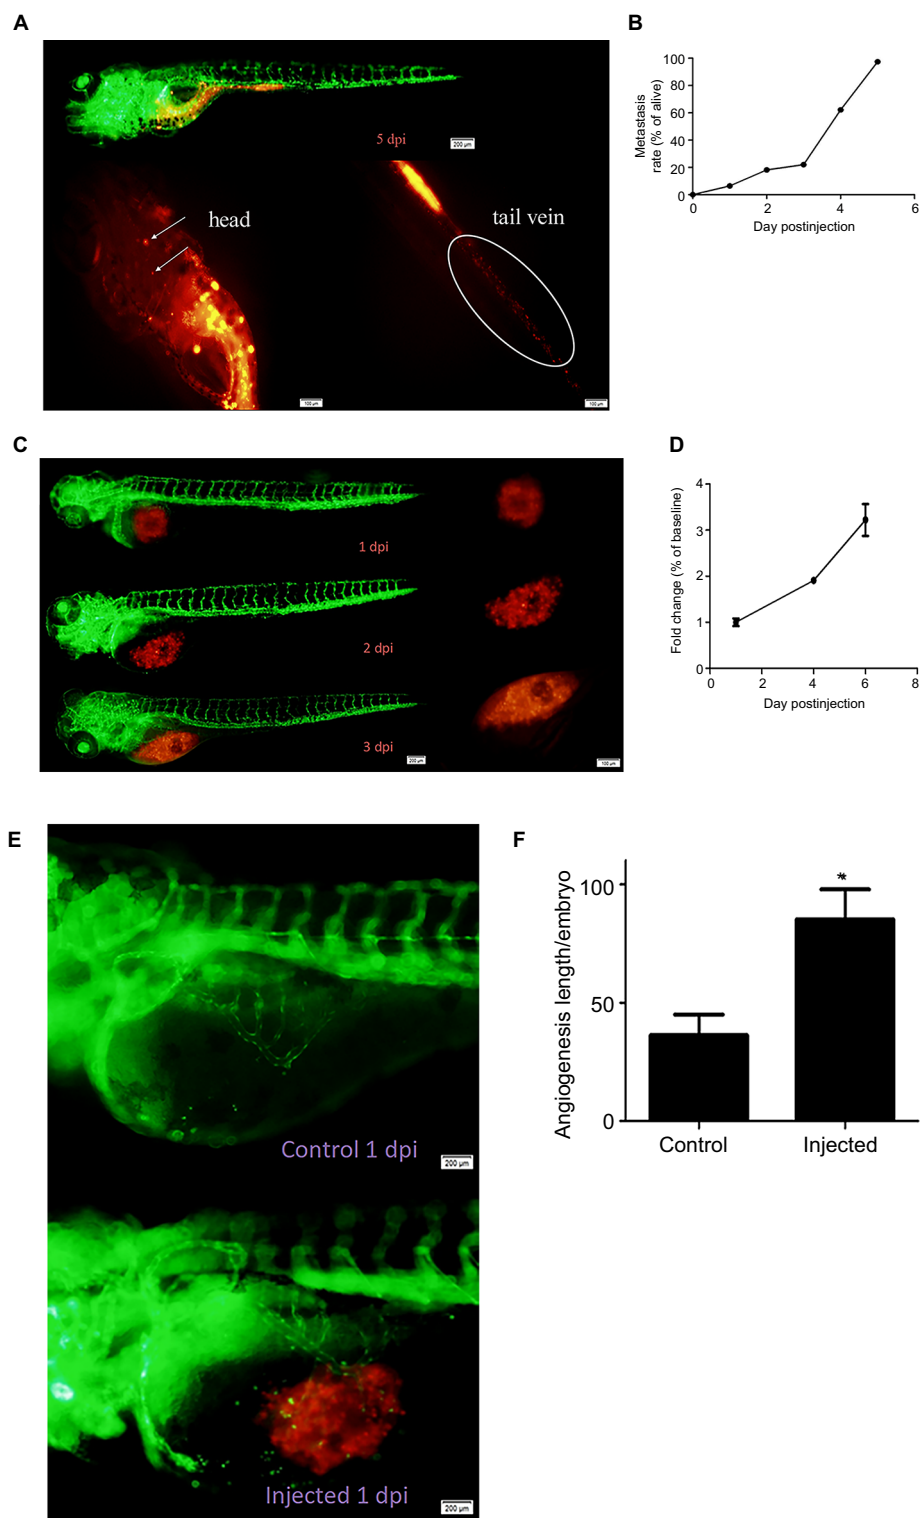 A
5 dpi
200 µm
head
tail vein
100 µm
100 µm
B
Metastasis
rate (% of alive)
100
80
60
40
20
0
0
2
4
6
Day postinjection
C
1 dpi
2 dpi
3 dpi
200 µm
100 µm
D
Fold change (% of baseline)
4
3
2
1
0
0
2
4
6
8
Day postinjection
E
Control 1 dpi
200 µm
Injected 1 dpi
200 µm
F
Angiogenesis length/embryo
100
50
0
*
Control
Injected